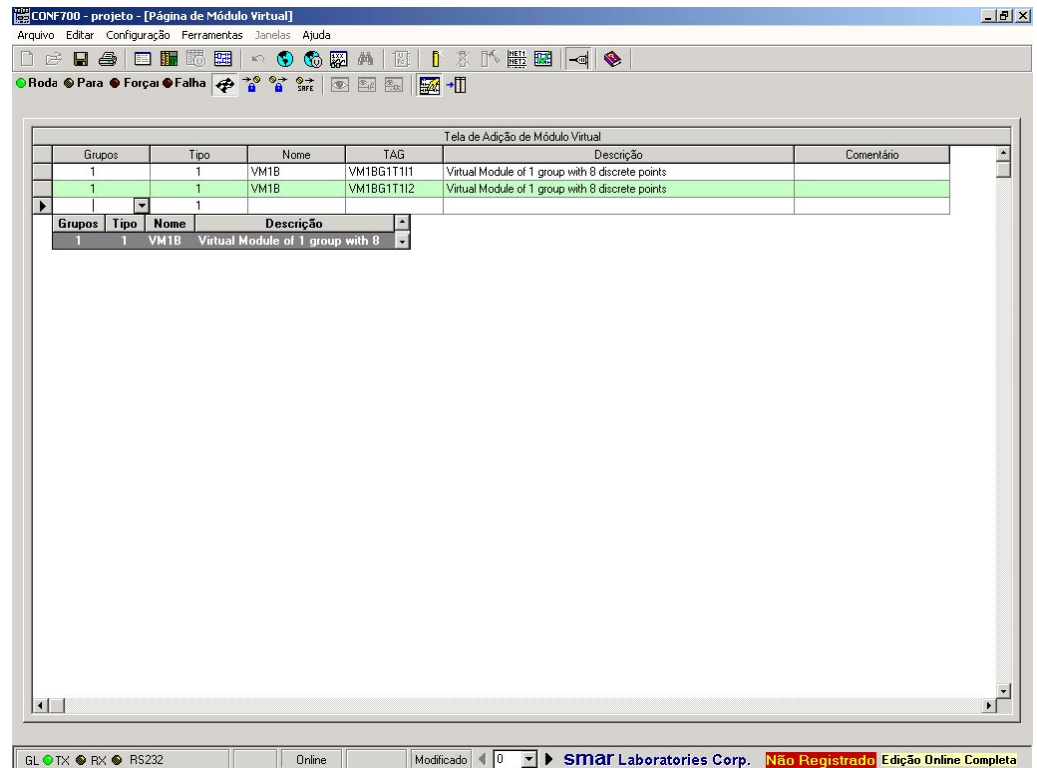 CONF700 - projeto - [Página de Módulo Virtual]
Arquivo Editar Configuração Ferramentas Janelas Ajuda
Roda Para Forçar Falha SAFE
Tela de Adição de Módulo Virtual
Grupos Tipo Nome TAG Descrição Comentário
1 1 VM1B VM1BG1T1I1 Virtual Module of 1 group with 8 discrete points
1 1 VM1B VM1BG1T1I2 Virtual Module of 1 group with 8 discrete points
1
Grupos Tipo Nome Descrição
1 1 VM1B Virtual Module of 1 group with 8
GL TX RX RS232 Online Modificado 0 smar Laboratories Corp. Não Registrado Edição Online Completa